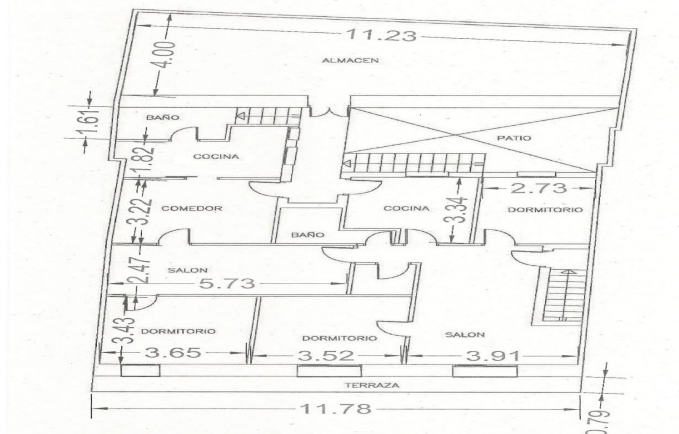 11.23
4.00
ALMACEN
1.61
BAÑO
PATIO
1.82
COCINA
2.73
3.22
COMEDOR
COCINA
3.34
DORMITORIO
BAÑO
2.47
SALON
5.73
3.43
DORMITORIO
DORMITORIO
SALON
3.65
3.52
3.91
TERRAZA
11.78
0.79